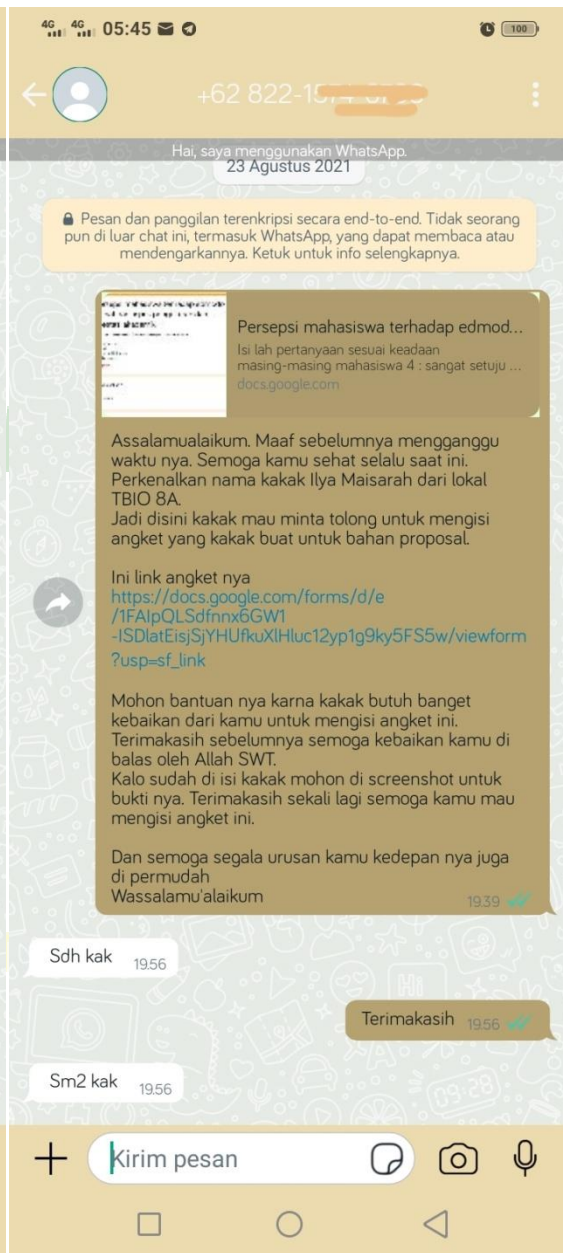 4G 4G 05:45 100
+62 822-15
Hai, saya menggunakan WhatsApp.
23 Agustus 2021
Pesan dan panggilan terenkripsi secara end-to-end. Tidak seorang
pun di luar chat ini, termasuk WhatsApp, yang dapat membaca atau
mendengarkannya. Ketuk untuk info selengkapnya.
Persepsi mahasiswa terhadap edmod...
Isi lah pertanyaan sesuai keadaan
masing-masing mahasiswa 4 : sangat setuju ...
docs.google.com
Assalamualaikum. Maaf sebelumnya mengganggu
waktu nya. Semoga kamu sehat selalu saat ini.
Perkenalkan nama kakak Ilya Maisarah dari lokal
TBIO 8A.
Jadi disini kakak mau minta tolong untuk mengisi
angket yang kakak buat untuk bahan proposal.
Ini link angket nya
https://docs.google.com/forms/d/e
/1FAIpQLSdfnnx6GW1
-ISDlatEisjSjYHUfkuXlHluc12yp1g9ky5FS5w/viewform
?usp=sf_link
Mohon bantuan nya karna kakak butuh banget
kebaikan dari kamu untuk mengisi angket ini.
Terimakasih sebelumnya semoga kebaikan kamu di
balas oleh Allah SWT.
Kalo sudah di isi kakak mohon di screenshot untuk
bukti nya. Terimakasih sekali lagi semoga kamu mau
mengisi angket ini.
Dan semoga segala urusan kamu kedepan nya juga
di permudah
Wassalamu'alaikum
19.39
Sdh kak 19.56
Terimakasih 19.56
Sm2 kak 19.56
Kirim pesan